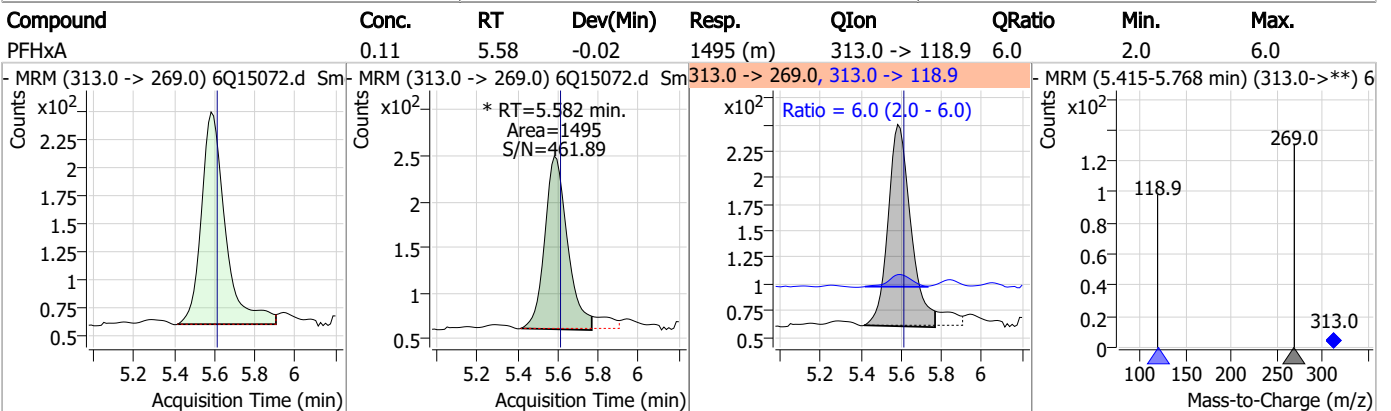 Compound Conc. RT Dev(Min) Resp. QIon QRatio Min. Max.
PFHxA 0.11 5.58 -0.02 1495 (m) 313.0 -> 118.9 6.0 2.0 6.0
- MRM (313.0 -> 269.0) 6Q15072.d Sm
Counts
x10²
2.25
2
1.75
1.5
1.25
1
0.75
0.5
5.2 5.4 5.6 5.8 6
Acquisition Time (min)
- MRM (313.0 -> 269.0) 6Q15072.d Sm
Counts
x10²
* RT=5.582 min.
Area=1495
S/N=461.89
2.5
2
1.5
1
0.5
5.2 5.4 5.6 5.8 6
Acquisition Time (min)
313.0 -> 269.0, 313.0 -> 118.9
Counts
x10²
Ratio = 6.0 (2.0 - 6.0)
2.25
2
1.75
1.5
1.25
1
0.75
0.5
5.2 5.4 5.6 5.8 6
Acquisition Time (min)
- MRM (5.415-5.768 min) (313.0->**) 6
Counts
x10²
269.0
1.2
118.9
1
0.8
0.6
0.4
0.2
313.0
0
100 150 200 250 300
Mass-to-Charge (m/z)